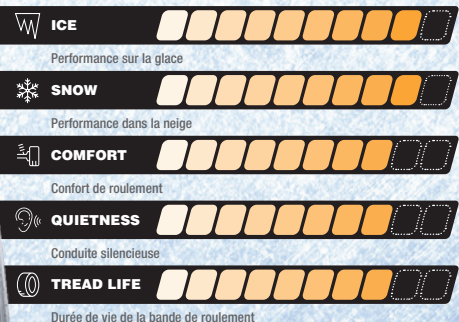 ICE
Performance sur la glace
SNOW
Performance dans la neige
COMFORT
Confort de roulement
QUIETNESS
Conduite silencieuse
TREAD LIFE
Durée de vie de la bande de roulement